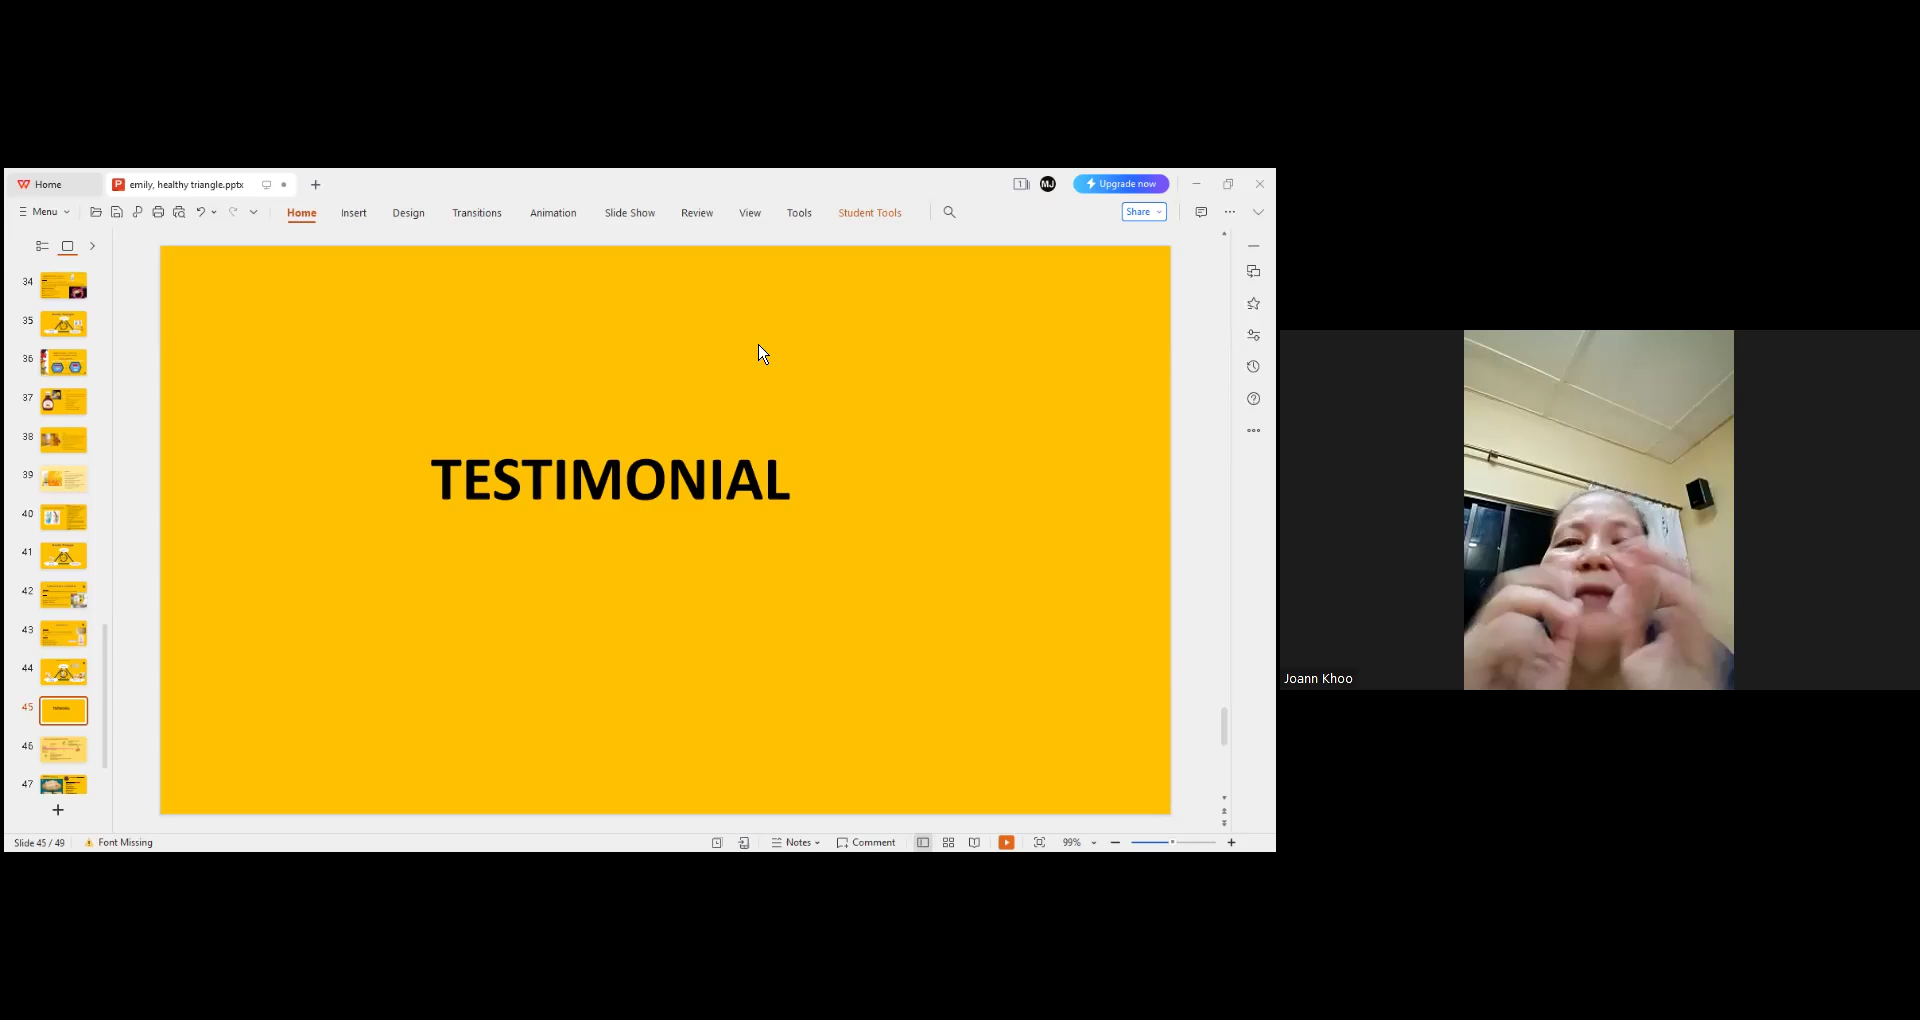 Home
emily, healthy triangle.pptx
1
MJ
Upgrade now
Menu
Home
Insert
Design
Transitions
Animation
Slide Show
Review
View
Tools
Student Tools
Share
34
35
36
37
38
39
40
41
42
43
44
45
46
47
TESTIMONIAL
Joann Khoo
Slide 45 / 49
Font Missing
Notes
Comment
99%